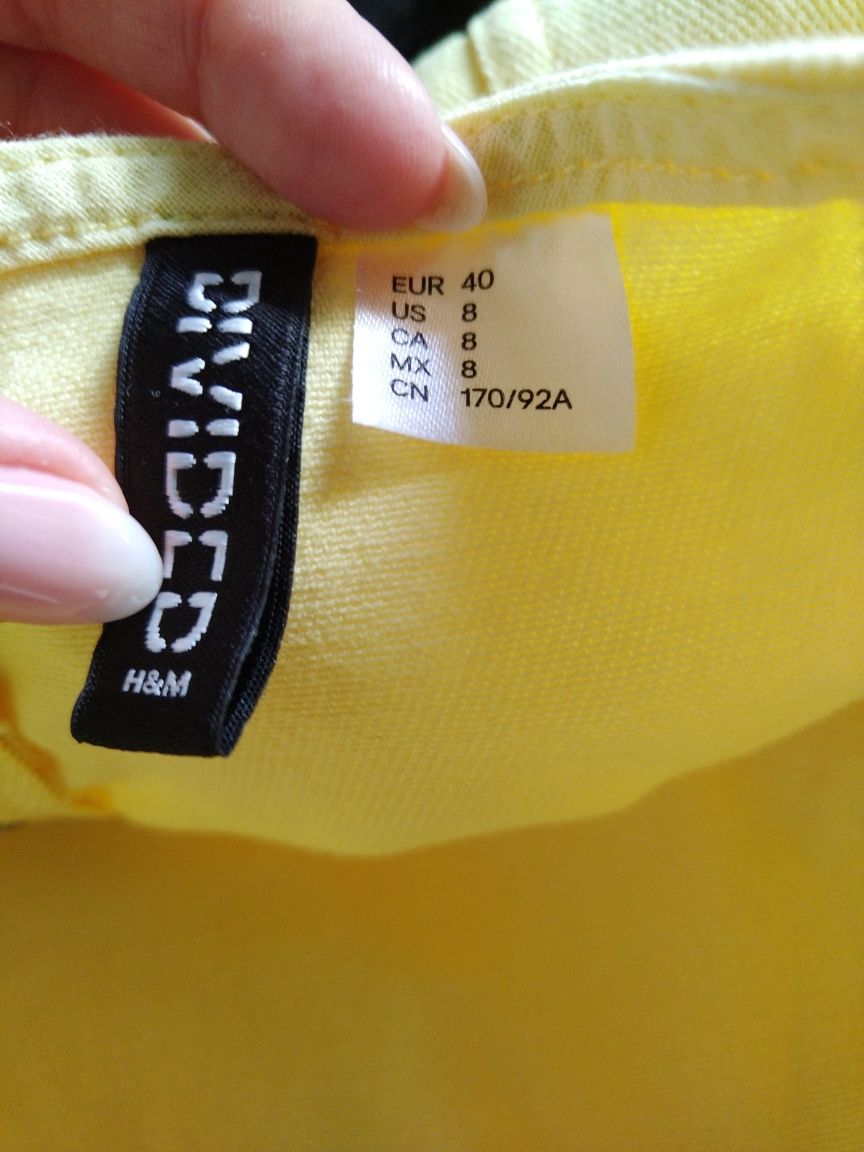 DIVIDED
H&M
EUR 40
US 8
CA 8
MX 8
CN 170/92A